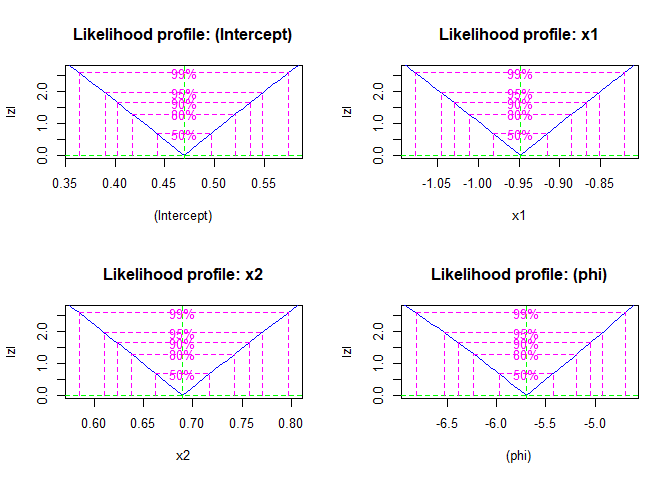 Likelihood profile: (Intercept)
|z|
0.0 1.0 2.0
99%
95%
90%
80%
50%
0.35 0.40 0.45 0.50 0.55
(Intercept)
Likelihood profile: x1
|z|
0.0 1.0 2.0
99%
95%
90%
80%
50%
-1.05 -1.00 -0.95 -0.90 -0.85
x1
Likelihood profile: x2
|z|
0.0 1.0 2.0
99%
95%
90%
80%
50%
0.60 0.65 0.70 0.75 0.80
x2
Likelihood profile: (phi)
|z|
0.0 1.0 2.0
99%
95%
90%
80%
50%
-6.5 -6.0 -5.5 -5.0
(phi)